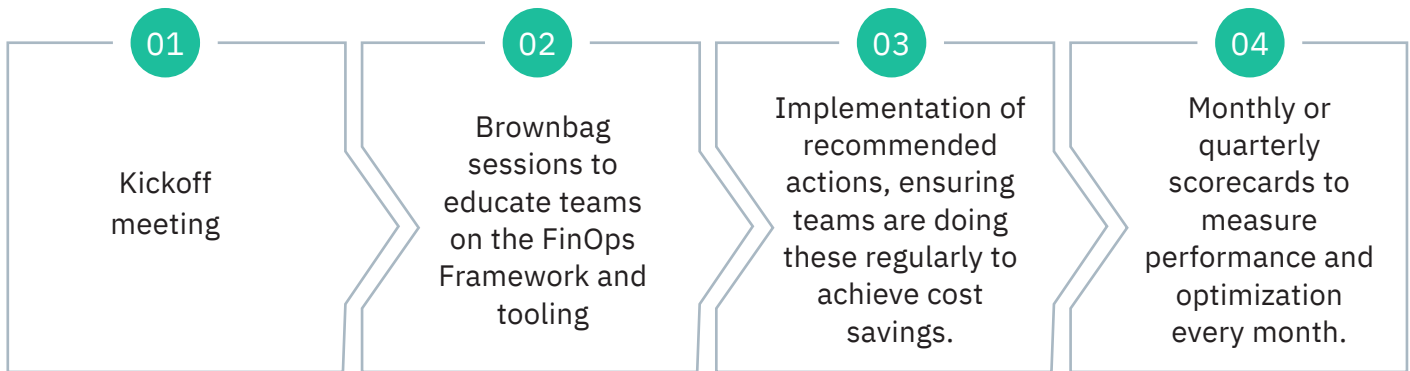 01
Kickoff
meeting
02
Brownbag
sessions to
educate teams
on the FinOps
Framework and
tooling
03
Implementation of
recommended
actions, ensuring
teams are doing
these regularly to
achieve cost
savings.
04
Monthly or
quarterly
scorecards to
measure
performance and
optimization
every month.